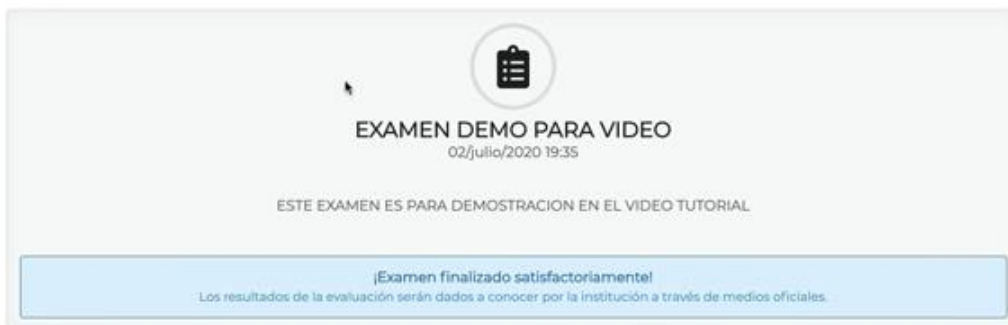 EXAMEN DEMO PARA VIDEO
02/julio/2020 19:35
ESTE EXAMEN ES PARA DEMOSTRACION EN EL VIDEO TUTORIAL
¡Examen finalizado satisfactoriamente!
Los resultados de la evaluación serán dados a conocer por la institución a través de medios oficiales.